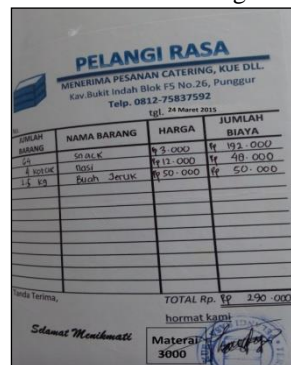 PELANGI RASA
MENERIMA PESANAN CATERING, KUE DLL.
Kav.Bukit Indah Blok F5 No.26, Punggur
Telp. 0812-75837592
tgl. 24 Maret 2015
JUMLAH BARANG NAMA BARANG HARGA JUMLAH BIAYA
64 snack Rp 3.000 Rp 192.000
4 kotak nasi Rp 12.000 Rp 48.000
2.5 kg Buah Jeruk Rp 50.000 Rp 50.000
Tanda Terima, TOTAL Rp. Rp 290.000
hormat kami
Selamat Menikmati
Materai
3000